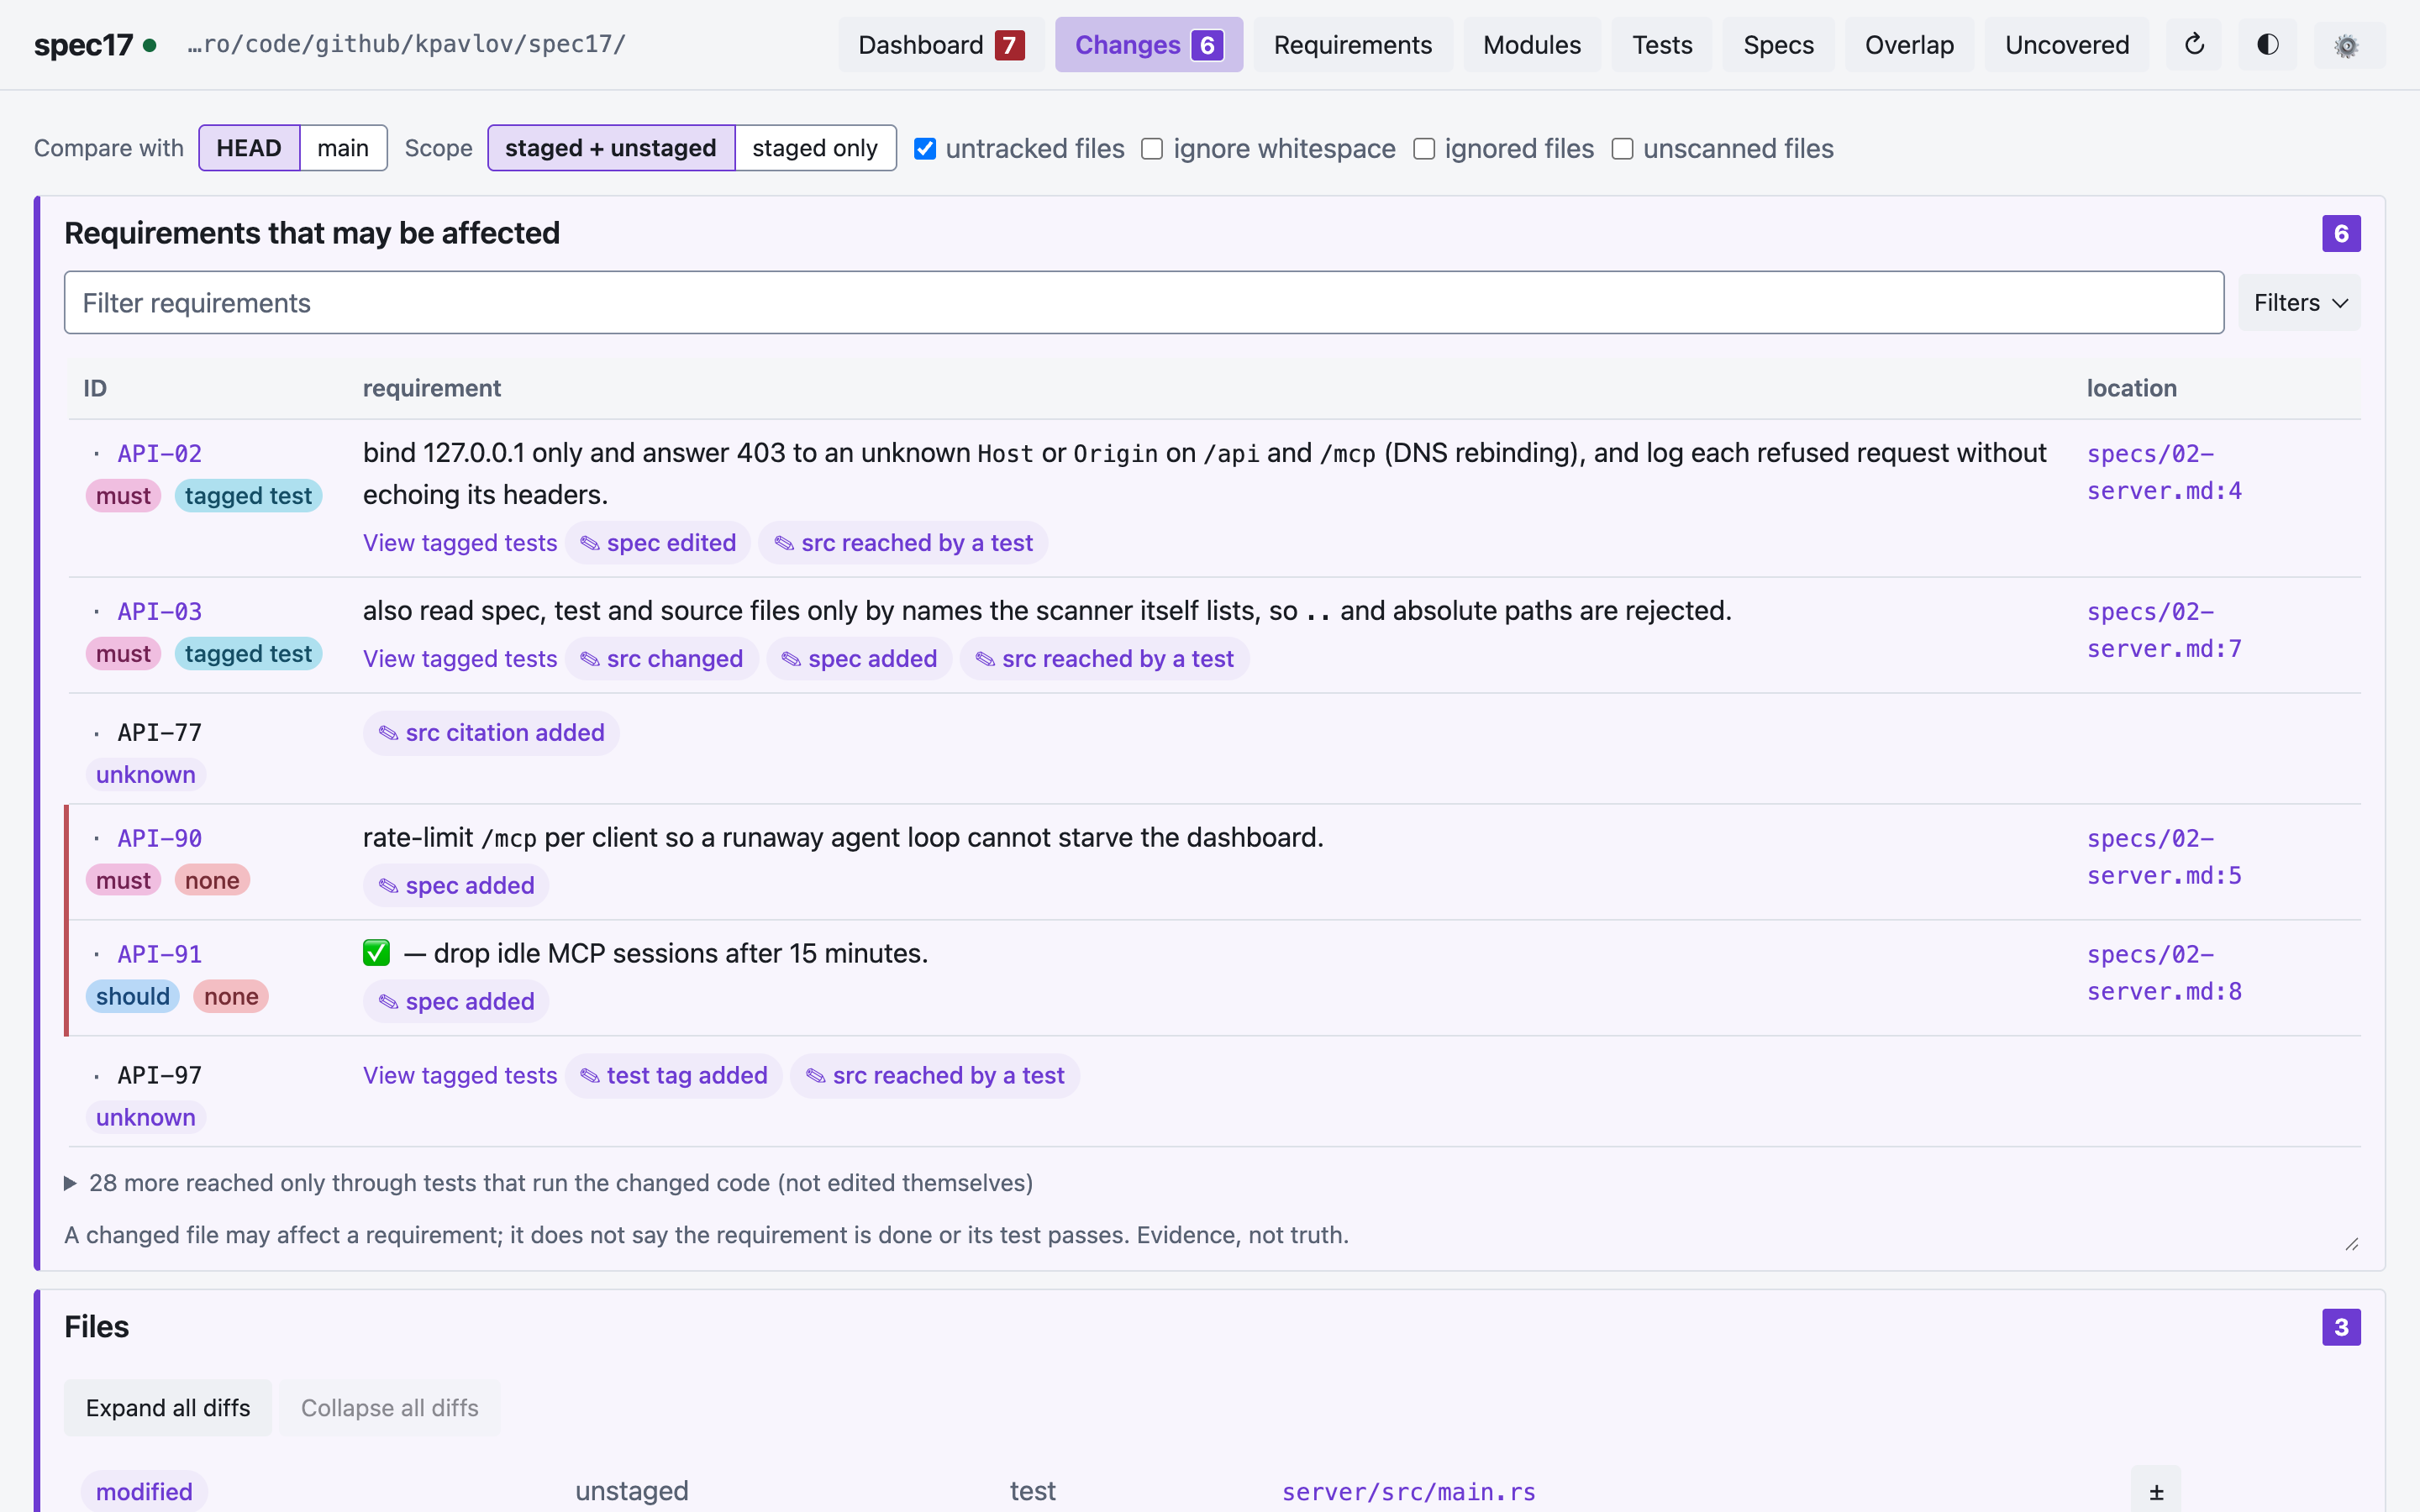 spec17 …ro/code/github/kpavlov/spec17/ Dashboard 7 Changes 6 Requirements Modules Tests Specs Overlap Uncovered
Compare with HEAD main Scope staged + unstaged staged only untracked files ignore whitespace ignored files unscanned files
Requirements that may be affected 6
Filter requirements Filters
ID requirement location
· API-02 bind 127.0.0.1 only and answer 403 to an unknown Host or Origin on /api and /mcp (DNS rebinding), and log each refused request without specs/02-
must tagged test echoing its headers. server.md:4
View tagged tests ✎ spec edited ✎ src reached by a test
· API-03 also read spec, test and source files only by names the scanner itself lists, so .. and absolute paths are rejected. specs/02-
must tagged test View tagged tests ✎ src changed ✎ spec added ✎ src reached by a test server.md:7
· API-77 ✎ src citation added
unknown
· API-90 rate-limit /mcp per client so a runaway agent loop cannot starve the dashboard. specs/02-
must none ✎ spec added server.md:5
· API-91 ✅ — drop idle MCP sessions after 15 minutes. specs/02-
should none ✎ spec added server.md:8
· API-97 View tagged tests ✎ test tag added ✎ src reached by a test
unknown
▶ 28 more reached only through tests that run the changed code (not edited themselves)
A changed file may affect a requirement; it does not say the requirement is done or its test passes. Evidence, not truth.
Files 3
Expand all diffs Collapse all diffs
modified unstaged test server/src/main.rs ±